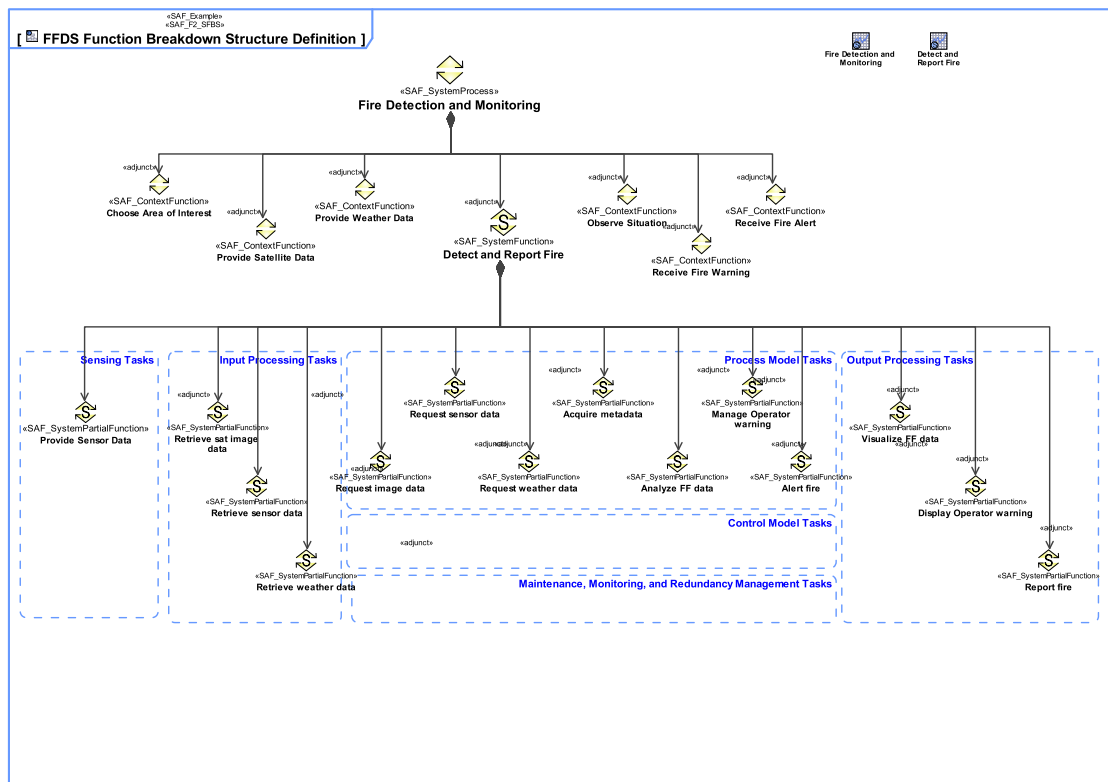 «SAF_Example»
«SAF_F2_SFBS»
[ FFDS Function Breakdown Structure Definition ]
Fire Detection and
Monitoring
Detect and
Report Fire
«SAF_SystemProcess»
Fire Detection and Monitoring
«adjunct»
«SAF_ContextFunction»
Choose Area of Interest
«adjunct»
«SAF_ContextFunction»
Provide Satellite Data
«adjunct»
«SAF_ContextFunction»
Provide Weather Data
«adjunct»
«SAF_SystemFunction»
Detect and Report Fire
«adjunct»
«SAF_ContextFunction»
Observe Situation
«adjunct»
«SAF_ContextFunction»
Receive Fire Warning
«adjunct»
«SAF_ContextFunction»
Receive Fire Alert
Sensing Tasks
«SAF_SystemPartialFunction»
Provide Sensor Data
Input Processing Tasks
«adjunct»
«SAF_SystemPartialFunction»
Retrieve sat image
data
«SAF_SystemPartialFunction»
Retrieve sensor data
«adjunct»
«SAF_SystemPartialFunction»
Retrieve weather data
Process Model Tasks
«SAF_SystemPartialFunction»
Request sensor data
«adjunct»
«SAF_SystemPartialFunction»
Acquire metadata
«adjunct»
«adjunct»
«SAF_SystemPartialFunction»
Manage Operator
warning
«adjunct»
«SAF_SystemPartialFunction»
Request image data
«adjunct»
«adjunct»
«SAF_SystemPartialFunction»
Request weather data
«SAF_SystemPartialFunction»
Analyze FF data
«adjunct»
«SAF_SystemPartialFunction»
Alert fire
Control Model Tasks
«adjunct»
Maintenance, Monitoring, and Redundancy Management Tasks
Output Processing Tasks
«adjunct»
«SAF_SystemPartialFunction»
Visualize FF data
«adjunct»
«adjunct»
«SAF_SystemPartialFunction»
Display Operator warning
«adjunct»
«SAF_SystemPartialFunction»
Report fire